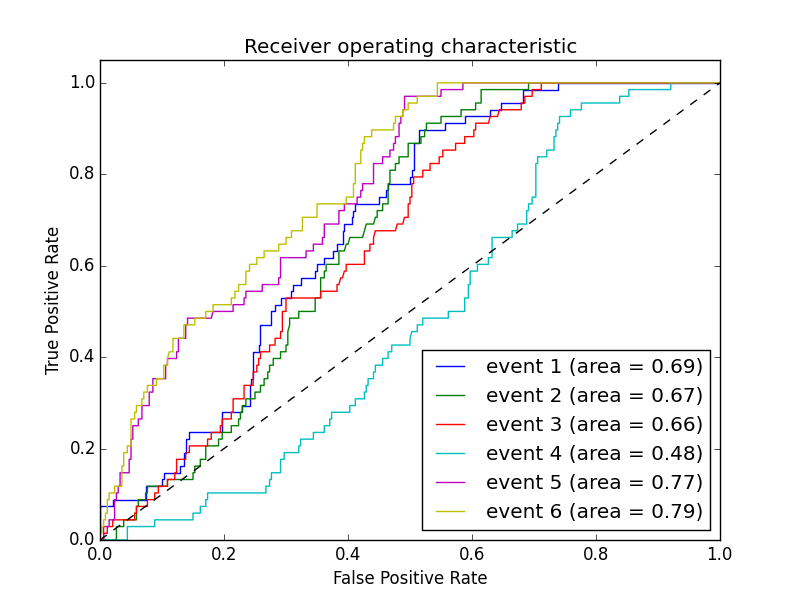 Receiver operating characteristic
True Positive Rate
1.0
0.8
0.6
0.4
0.2
0.0
event 1 (area = 0.69)
event 2 (area = 0.67)
event 3 (area = 0.66)
event 4 (area = 0.48)
event 5 (area = 0.77)
event 6 (area = 0.79)
0.0 0.2 0.4 0.6 0.8 1.0
False Positive Rate